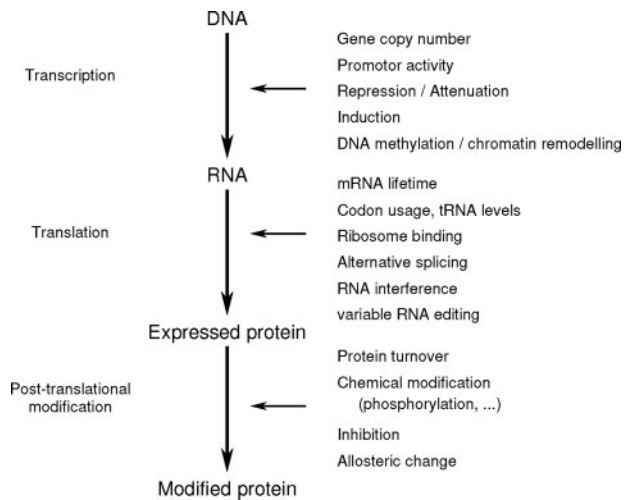 DNA
Transcription
Gene copy number
Promotor activity
Repression / Attenuation
Induction
DNA methylation / chromatin remodelling
RNA
Translation
mRNA lifetime
Codon usage, tRNA levels
Ribosome binding
Alternative splicing
RNA interference
variable RNA editing
Expressed protein
Post-translational
modification
Protein turnover
Chemical modification
(phosphorylation, ...)
Inhibition
Allosteric change
Modified protein